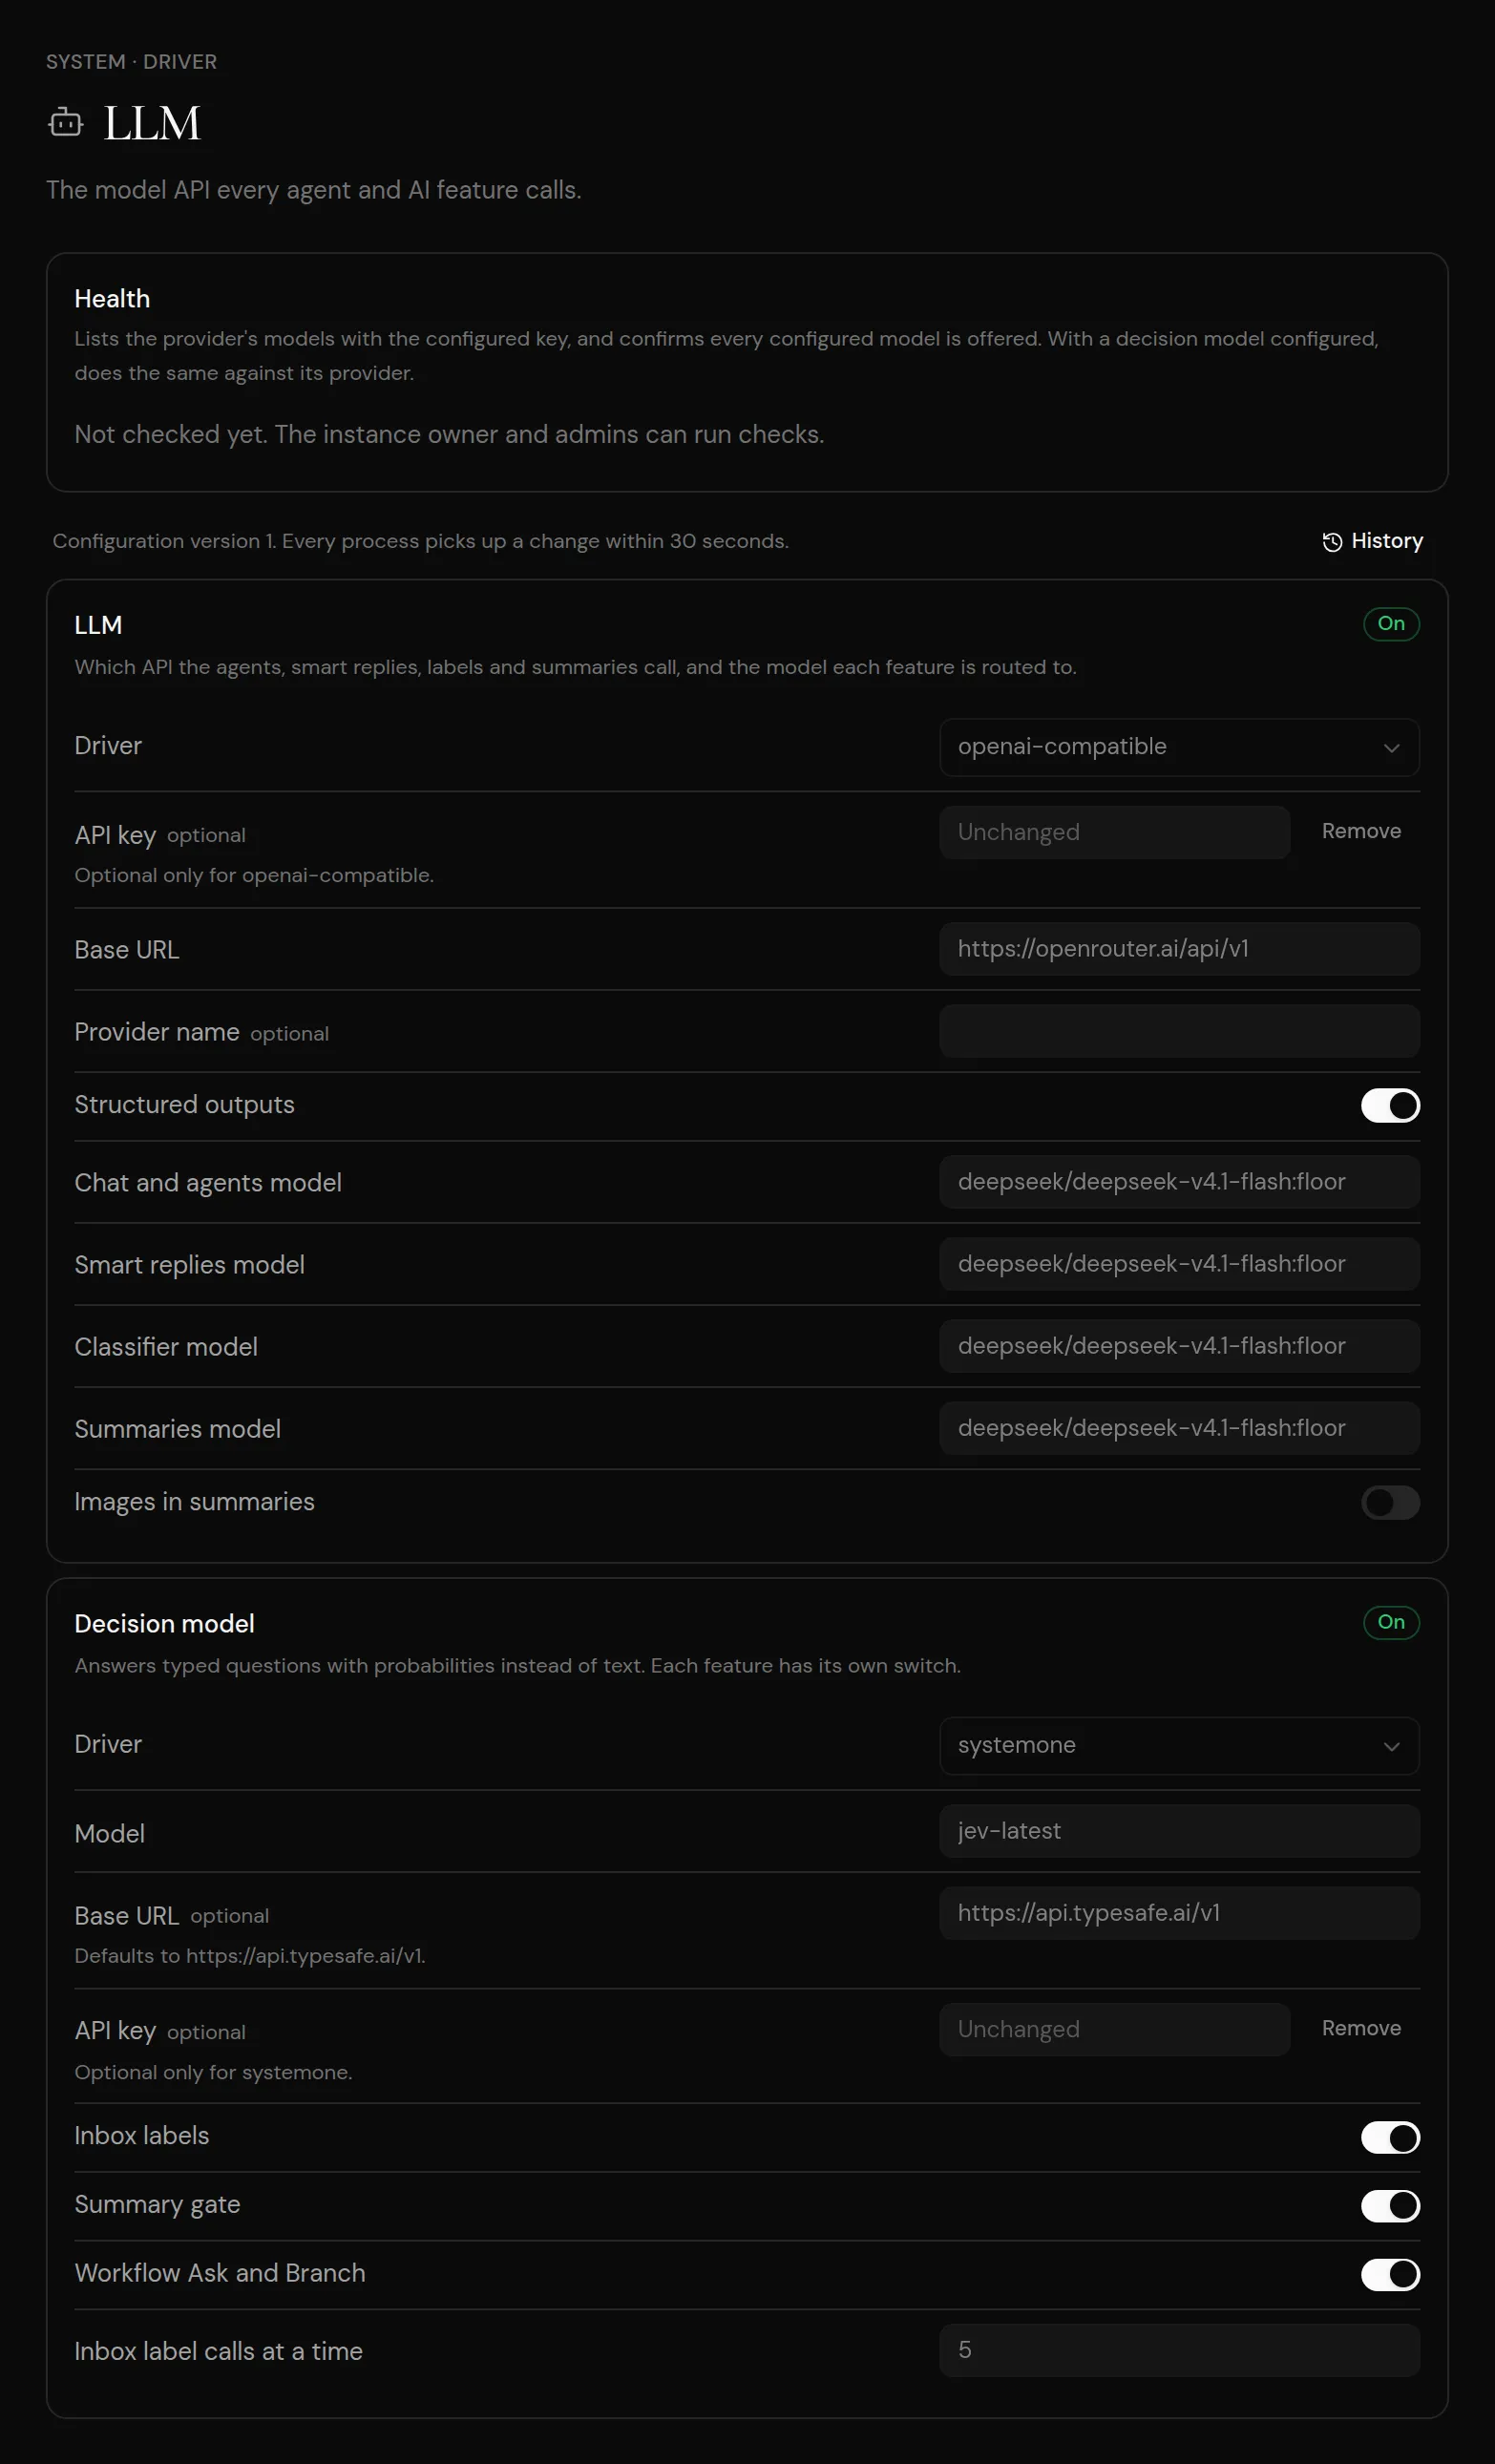 SYSTEM · DRIVER
LLM
The model API every agent and AI feature calls.
Health
Lists the provider's models with the configured key, and confirms every configured model is offered. With a decision model configured,
does the same against its provider.
Not checked yet. The instance owner and admins can run checks.
Configuration version 1. Every process picks up a change within 30 seconds.
History
LLM
On
Which API the agents, smart replies, labels and summaries call, and the model each feature is routed to.
Driver
openai-compatible
API key optional
Unchanged
Remove
Optional only for openai-compatible.
Base URL
https://openrouter.ai/api/v1
Provider name optional
Structured outputs
Chat and agents model
deepseek/deepseek-v4.1-flash:floor
Smart replies model
deepseek/deepseek-v4.1-flash:floor
Classifier model
deepseek/deepseek-v4.1-flash:floor
Summaries model
deepseek/deepseek-v4.1-flash:floor
Images in summaries
Decision model
On
Answers typed questions with probabilities instead of text. Each feature has its own switch.
Driver
systemone
Model
jev-latest
Base URL optional
https://api.typesafe.ai/v1
Defaults to https://api.typesafe.ai/v1.
API key optional
Unchanged
Remove
Optional only for systemone.
Inbox labels
Summary gate
Workflow Ask and Branch
Inbox label calls at a time
5